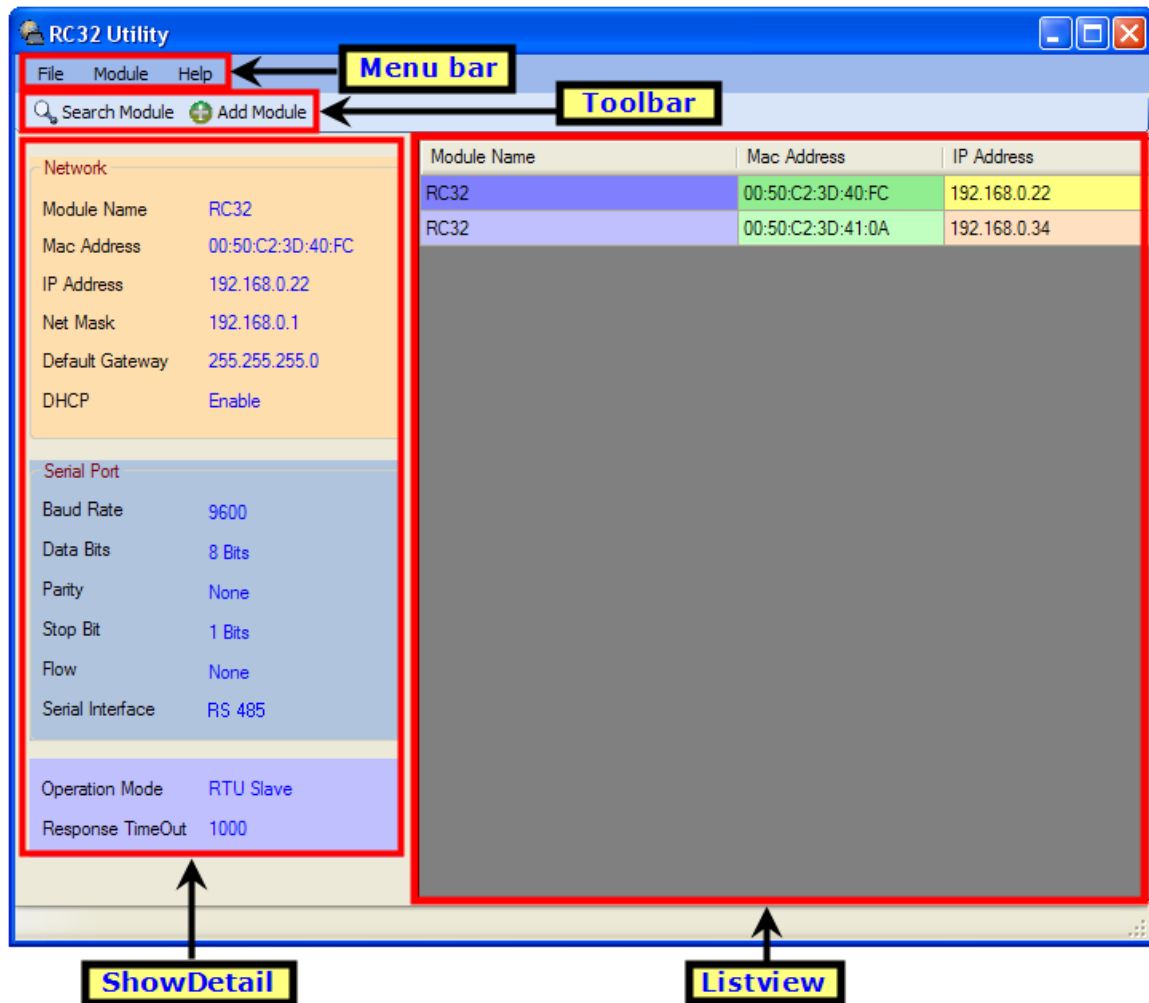 RC32 Utility
File Module Help
Menu bar
Search Module Add Module
Toolbar
Network
Module Name RC32
Mac Address 00:50:C2:3D:40:FC
IP Address 192.168.0.22
Net Mask 192.168.0.1
Default Gateway 255.255.255.0
DHCP Enable
Serial Port
Baud Rate 9600
Data Bits 8 Bits
Parity None
Stop Bit 1 Bits
Flow None
Serial Interface RS 485
Operation Mode RTU Slave
Response TimeOut 1000
Module Name Mac Address IP Address
RC32 00:50:C2:3D:40:FC 192.168.0.22
RC32 00:50:C2:3D:41:0A 192.168.0.34
ShowDetail
Listview